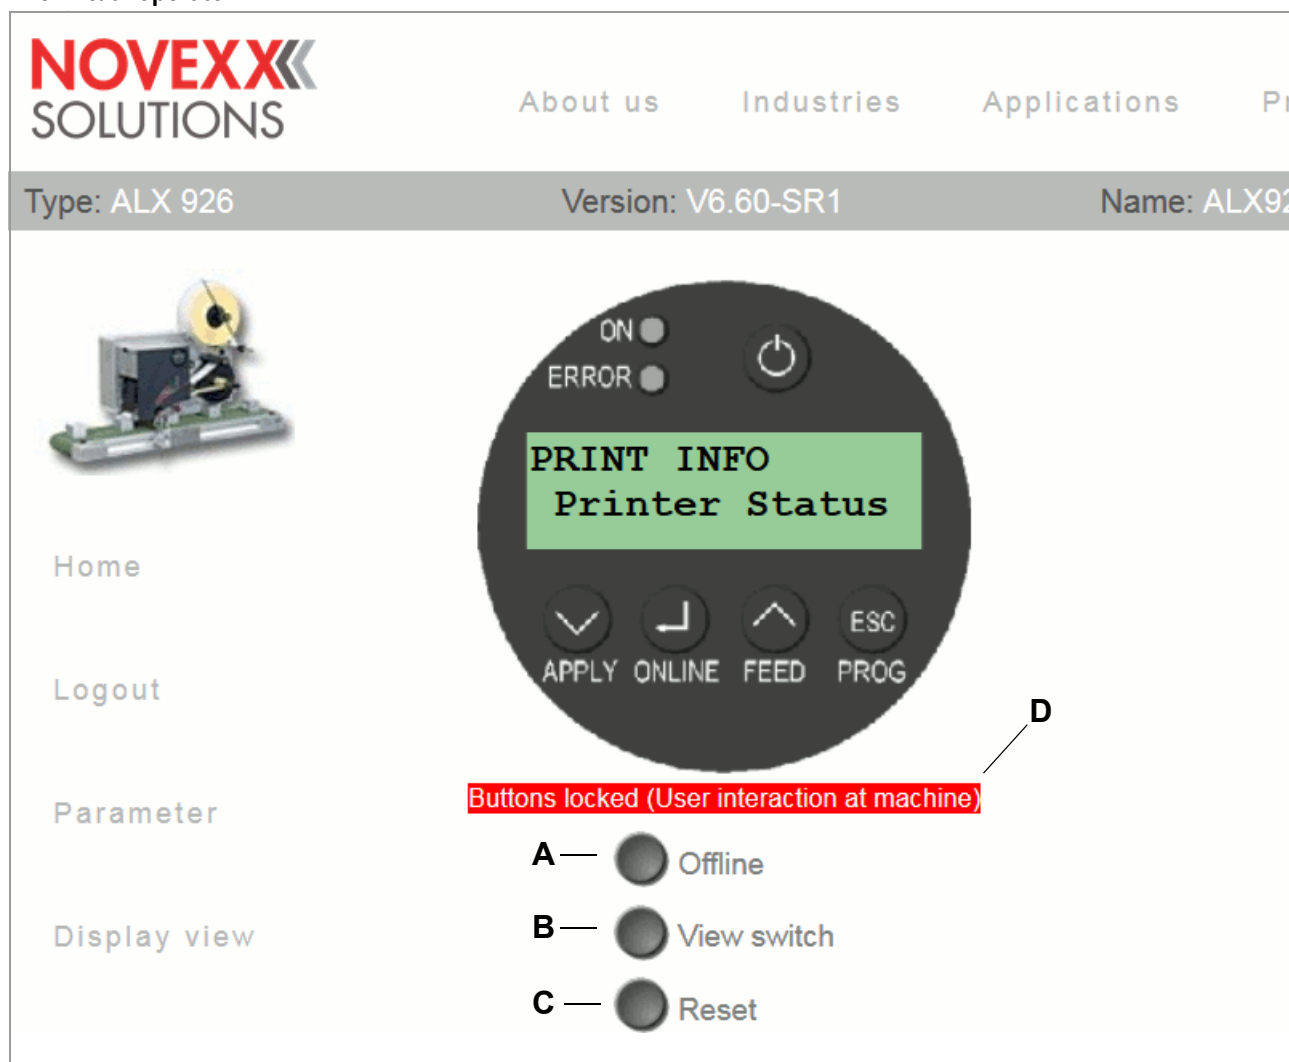 NOVEXX
SOLUTIONS
About us Industries Applications
Type: ALX 926 Version: V6.60-SR1 Name: ALX92
ON
ERROR
PRINT INFO
Printer Status
ESC
APPLY ONLINE FEED PROG
Home
Logout
Parameter
Display view
D
Buttons locked (User interaction at machine)
A Offline
B View switch
C Reset